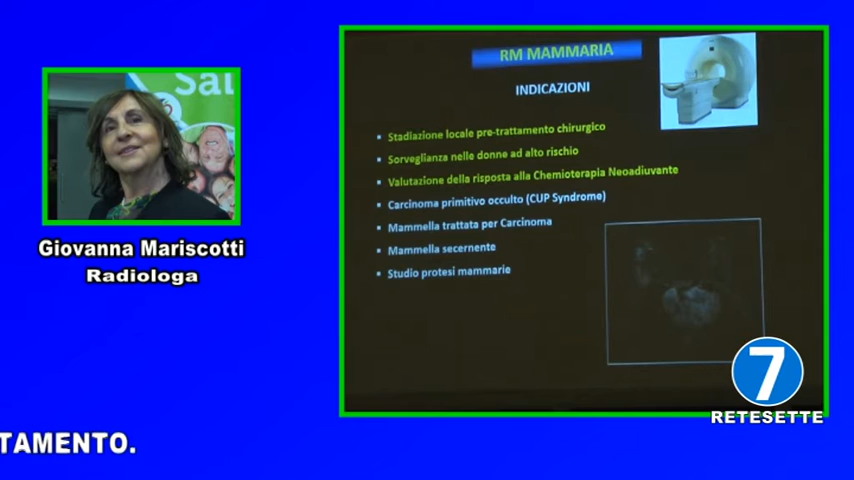 Sal
Giovanna Mariscotti
Radiologa
RM MAMMARIA
INDICAZIONI
▪ Stadiazione locale pre-trattamento chirurgico
▪ Sorveglianza nelle donne ad alto rischio
▪ Valutazione della risposta alla Chemioterapia Neoadiuvante
▪ Carcinoma primitivo occulto (CUP Syndrome)
▪ Mammella trattata per Carcinoma
▪ Mammella secernente
▪ Studio protesi mammarie
7
RETESETTE
TAMENTO.